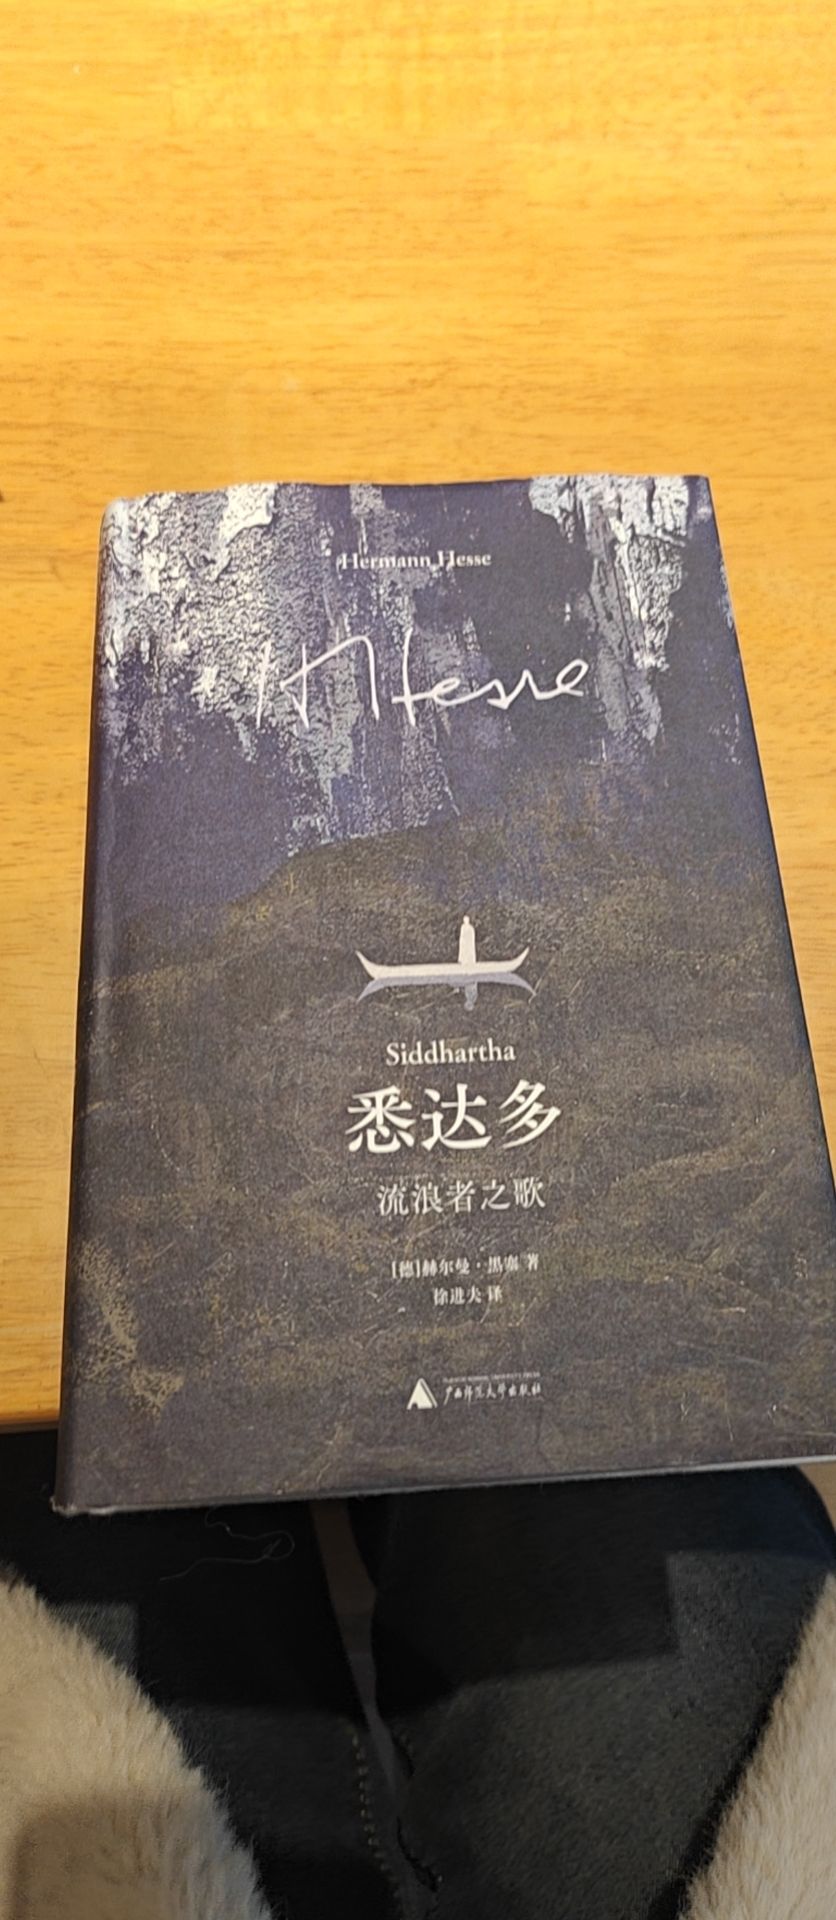 Hermann Hesse
HHesse
Siddhartha
悉达多
流浪者之歌
[德]赫尔曼·黑塞 著
徐进夫 译
广西师范大学出版社